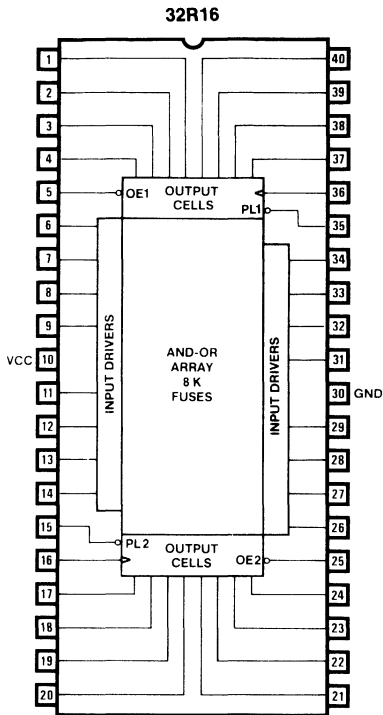 32R16
1 40
2 39
3 38
4 37
5 OE1 OUTPUT CELLS 36
6 PL1 35
7 34
8 33
9 32
VCC 10 31
INPUT DRIVERS
AND-OR
ARRAY
8 K
FUSES
INPUT DRIVERS
11 30 GND
12 29
13 28
14 27
15 PL2 26
16 OUTPUT CELLS OE2 25
17 24
18 23
19 22
20 21